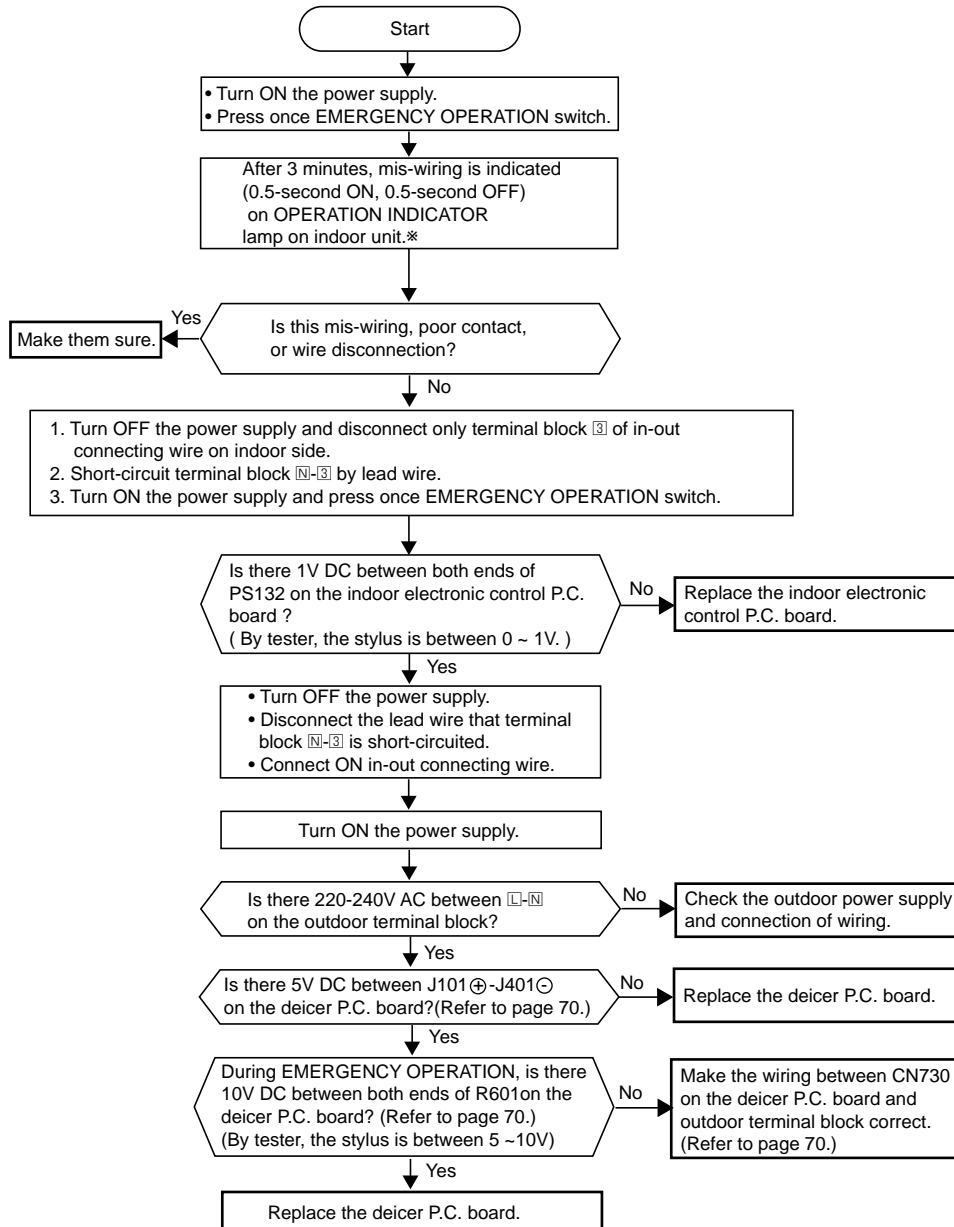 Start
• Turn ON the power supply.
• Press once EMERGENCY OPERATION switch.
After 3 minutes, mis-wiring is indicated
(0.5-second ON, 0.5-second OFF)
on OPERATION INDICATOR
lamp on indoor unit.※
Is this mis-wiring, poor contact,
or wire disconnection?
Yes
Make them sure.
No
1. Turn OFF the power supply and disconnect only terminal block 3 of in-out
connecting wire on indoor side.
2. Short-circuit terminal block N-3 by lead wire.
3. Turn ON the power supply and press once EMERGENCY OPERATION switch.
Is there 1V DC between both ends of
PS132 on the indoor electronic control P.C.
board ?
( By tester, the stylus is between 0 ~ 1V. )
No
Replace the indoor electronic
control P.C. board.
Yes
• Turn OFF the power supply.
• Disconnect the lead wire that terminal
block N-3 is short-circuited.
• Connect ON in-out connecting wire.
Turn ON the power supply.
Is there 220-240V AC between L-N
on the outdoor terminal block?
No
Check the outdoor power supply
and connection of wiring.
Yes
Is there 5V DC between J101⊕-J401⊖
on the deicer P.C. board?(Refer to page 70.)
No
Replace the deicer P.C. board.
Yes
During EMERGENCY OPERATION, is there
10V DC between both ends of R601on the
deicer P.C. board? (Refer to page 70.)
(By tester, the stylus is between 5 ~10V)
No
Make the wiring between CN730
on the deicer P.C. board and
outdoor terminal block correct.
(Refer to page 70.)
Yes
Replace the deicer P.C. board.